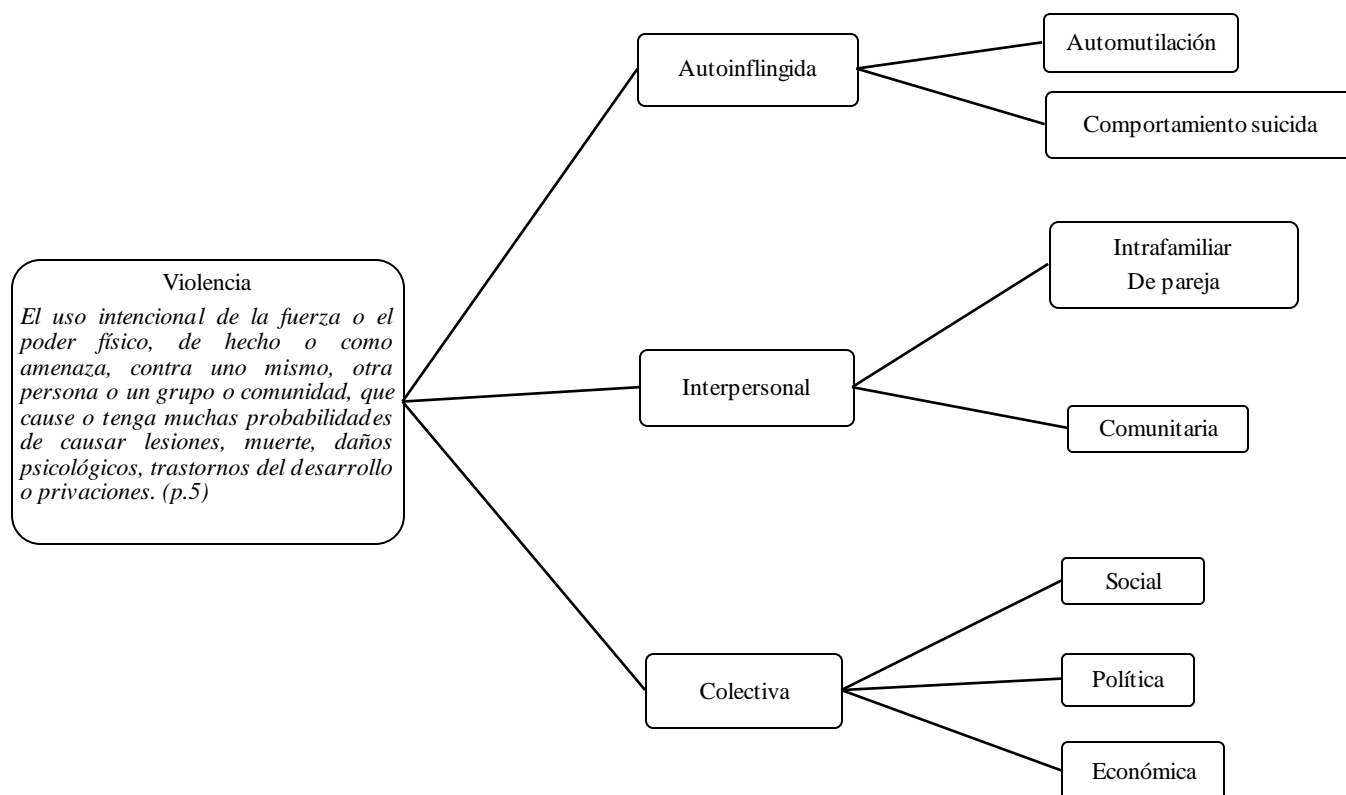 Violencia
El uso intencional de la fuerza o el
poder físico, de hecho o como
amenaza, contra uno mismo, otra
persona o un grupo o comunidad, que
cause o tenga muchas probabilidades
de causar lesiones, muerte, daños
psicológicos, trastornos del desarrollo
o privaciones. (p.5)
Autoinflingida
Automutilación
Comportamiento suicida
Interpersonal
Intrafamiliar
De pareja
Comunitaria
Colectiva
Social
Política
Económica